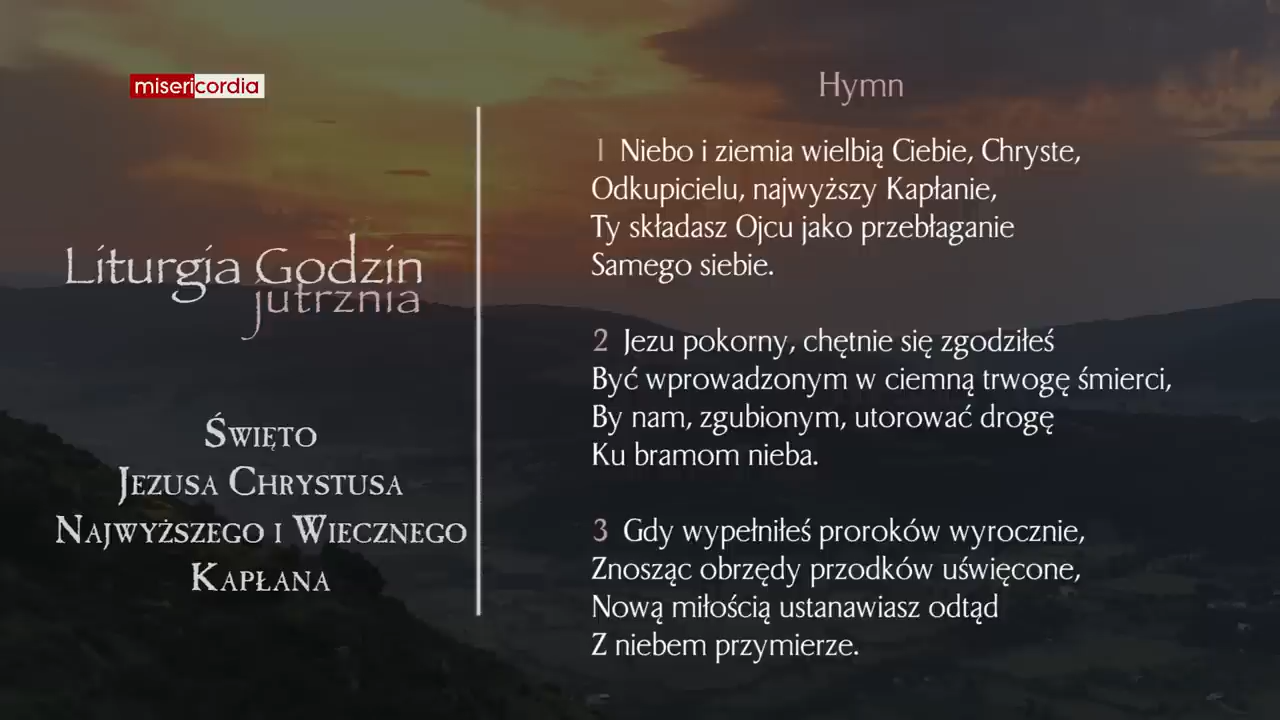 misericordia
Liturgia Godzin
jutrznia
Święto
Jezusa Chrystusa
Najwyższego i Wiecznego
Kapłana
Hymn
1 Niebo i ziemia wielbią Ciebie, Chryste,
Odkupicielu, najwyższy Kapłanie,
Ty składasz Ojcu jako przebłaganie
Samego siebie.
2 Jezu pokorny, chętnie się zgodziłeś
Być wprowadzonym w ciemną trwogę śmierci,
By nam, zgubionym, utorować drogę
Ku bramom nieba.
3 Gdy wypełniłeś proroków wyrocznie,
Znosząc obrzędy przodków uświęcone,
Nową miłością ustanawiasz odtąd
Z niebem przymierze.